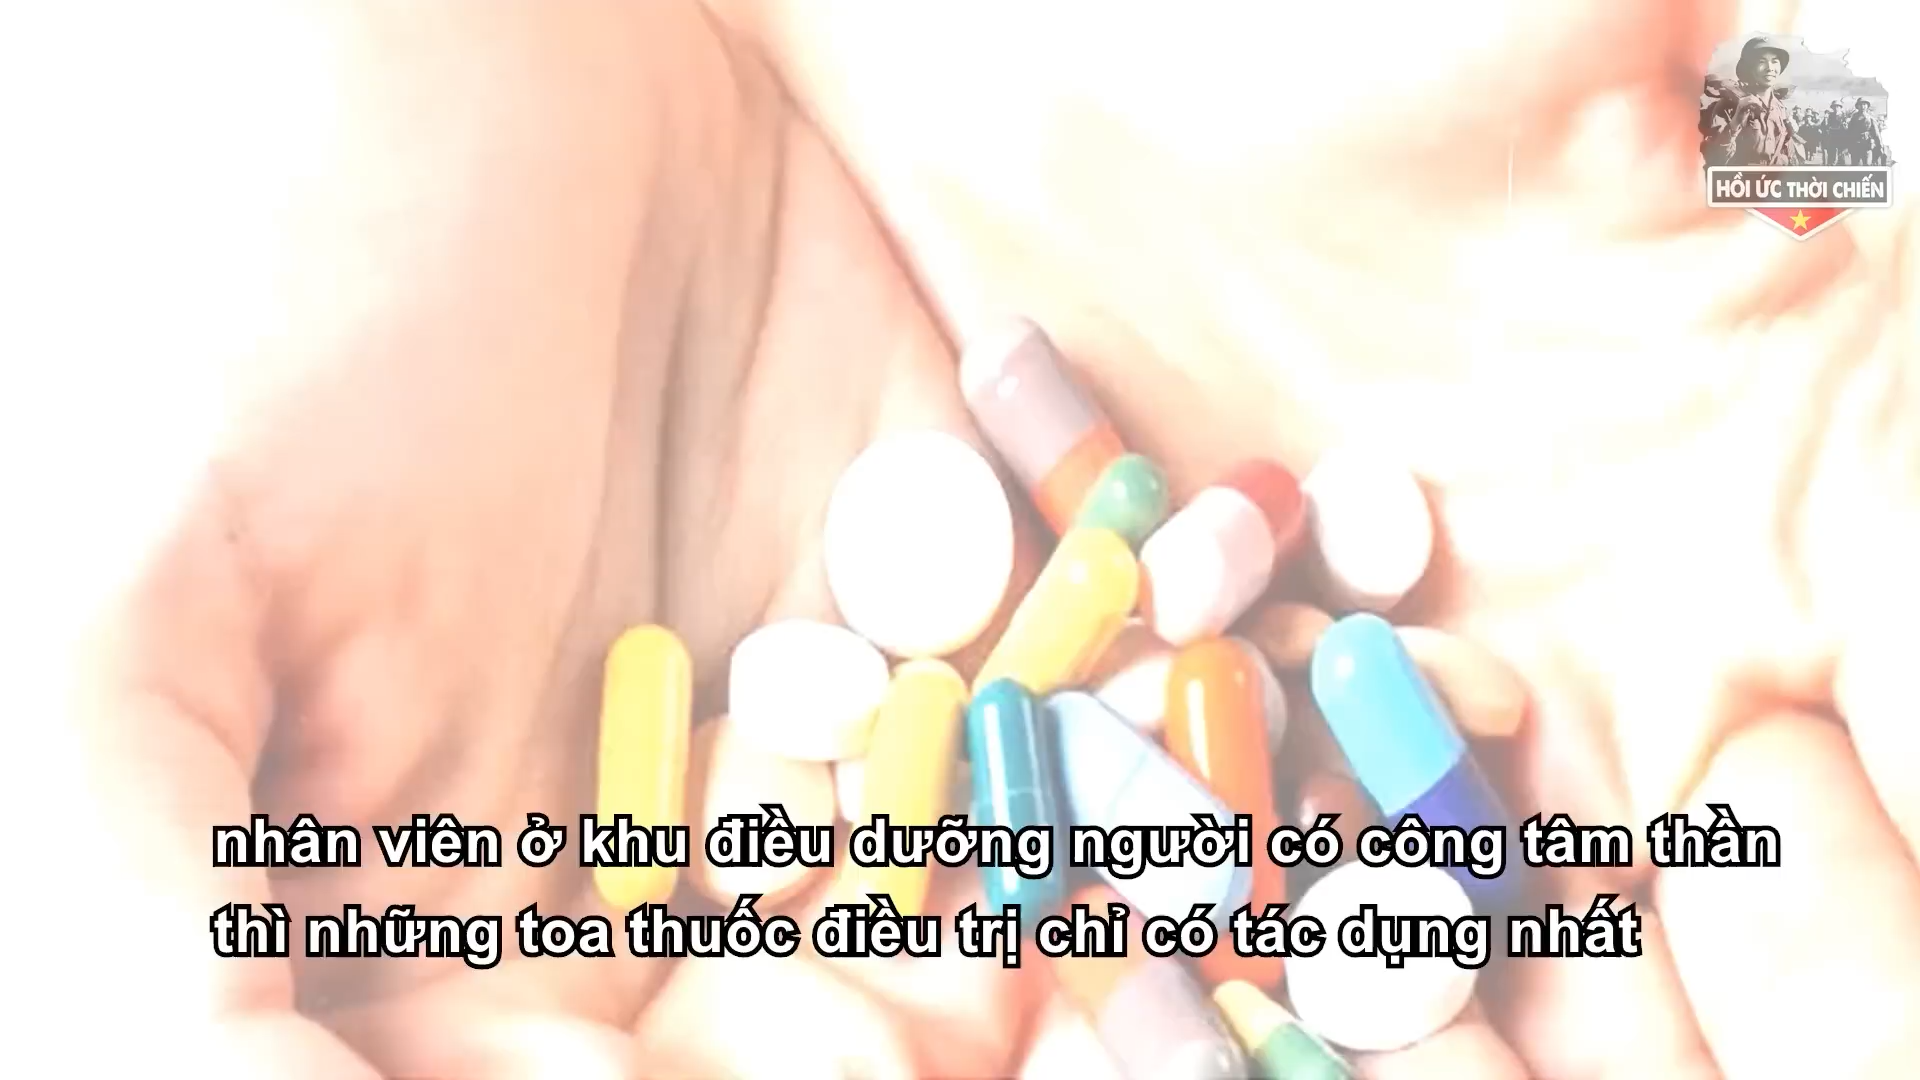 HỒI ỨC THỜI CHIẾN
nhân viên ở khu điều dưỡng người có công tâm thần
thì những toa thuốc điều trị chỉ có tác dụng nhất